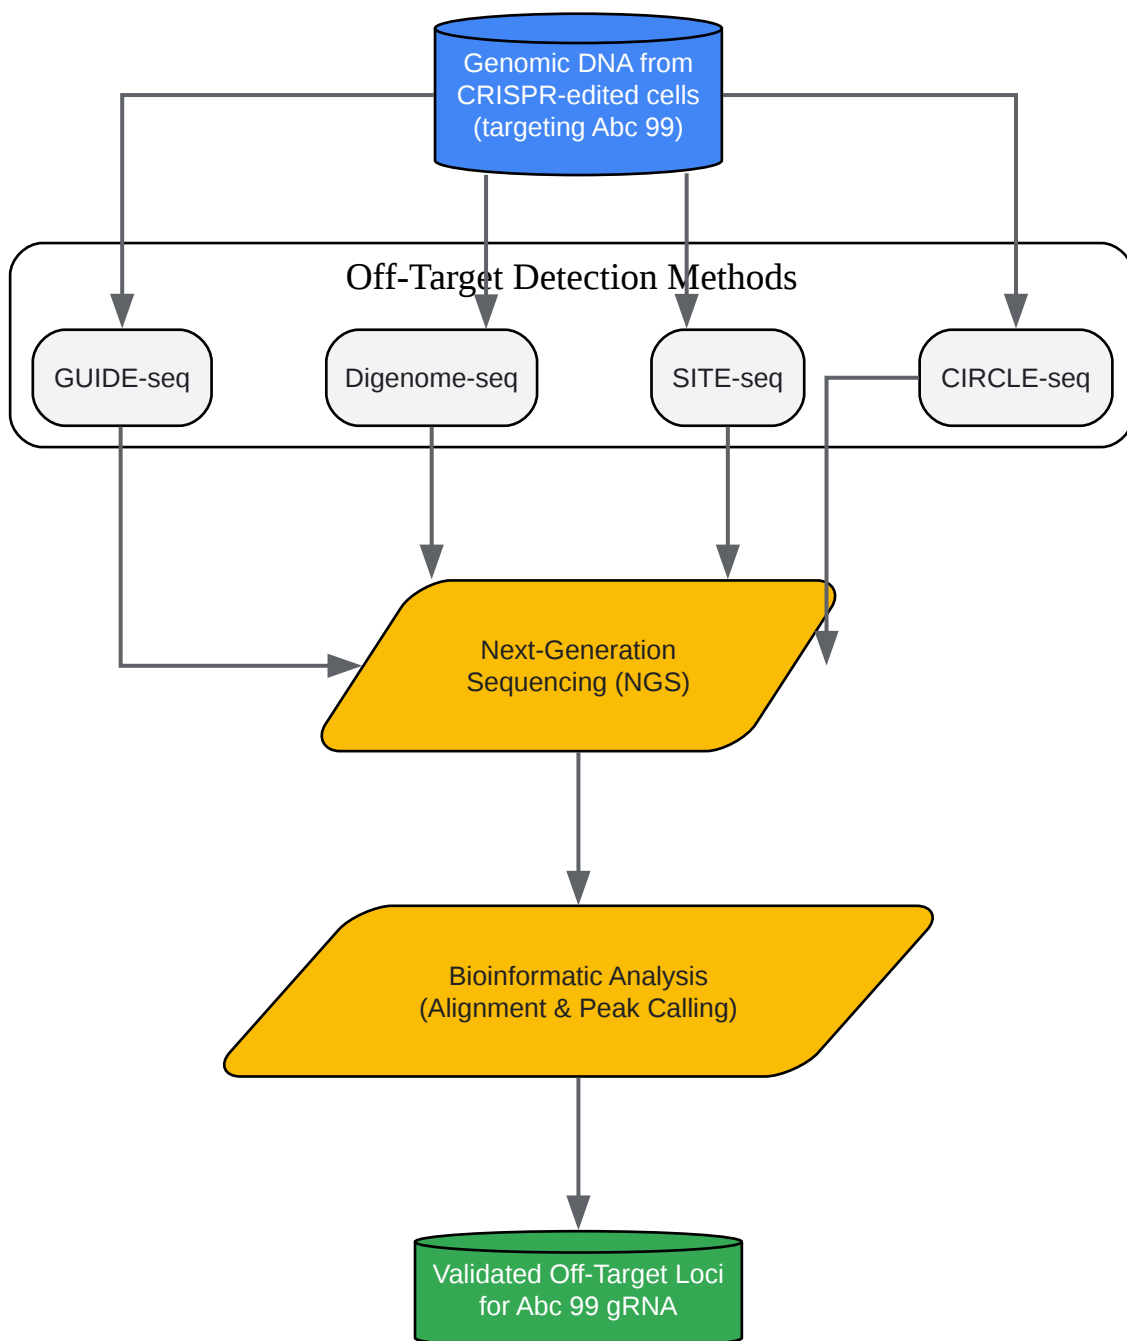 Genomic DNA from
CRISPR-edited cells
(targeting Abc 99)
Off-Target Detection Methods
GUIDE-seq
Digenome-seq
SITE-seq
CIRCLE-seq
Next-Generation
Sequencing (NGS)
Bioinformatic Analysis
(Alignment & Peak Calling)
Validated Off-Target Loci
for Abc 99 gRNA